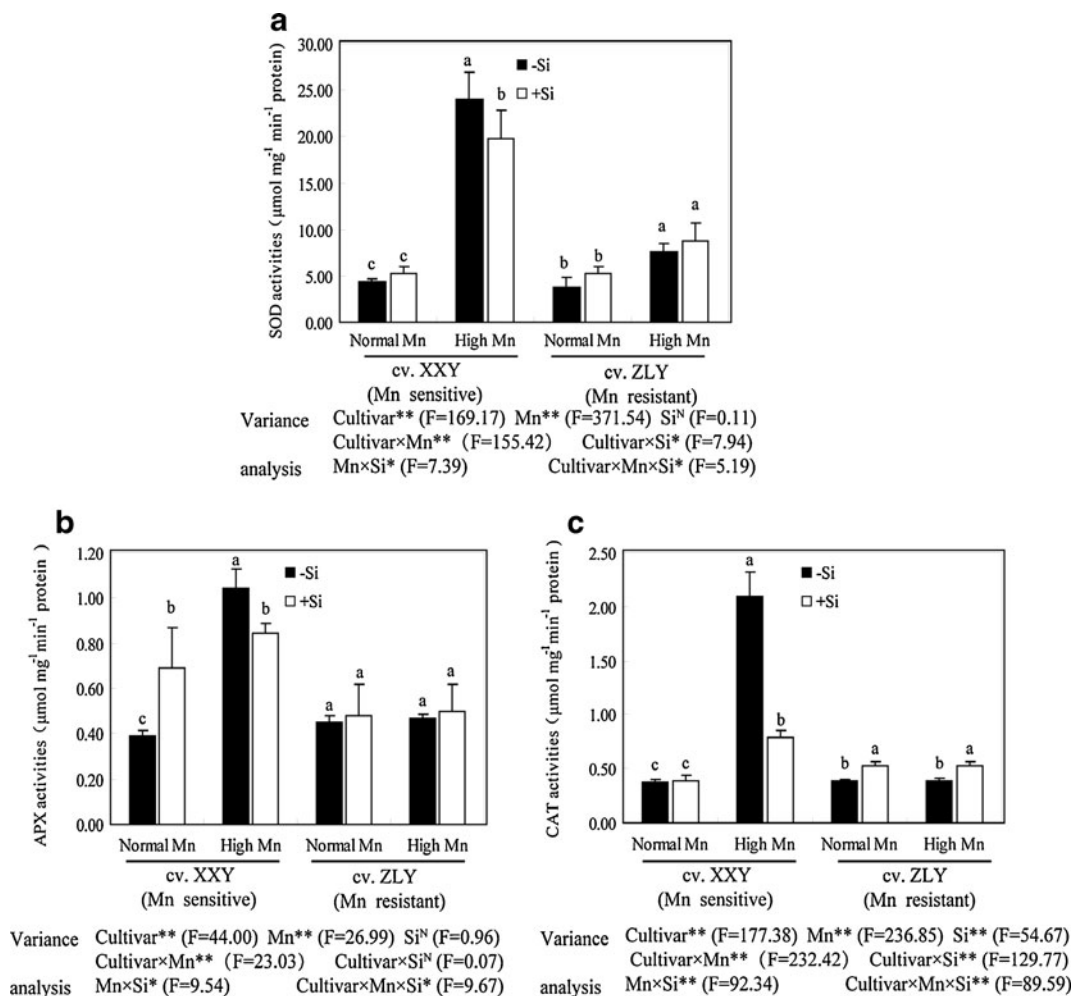 a
SOD activities (μmol mg⁻¹ min⁻¹ protein)
30.00
25.00
20.00
15.00
10.00
5.00
0.00
-Si
+Si
c c a b b b a a
Normal Mn High Mn Normal Mn High Mn
cv. XXY cv. ZLY
(Mn sensitive) (Mn resistant)
Variance Cultivar** (F=169.17) Mn** (F=371.54) Siᴺ (F=0.11)
Cultivar×Mn** (F=155.42) Cultivar×Si* (F=7.94)
analysis Mn×Si* (F=7.39) Cultivar×Mn×Si* (F=5.19)
b
APX activities (μmol mg⁻¹ min⁻¹ protein)
1.20
1.00
0.80
0.60
0.40
0.20
0.00
-Si
+Si
c b a b a a a a
Normal Mn High Mn Normal Mn High Mn
cv. XXY cv. ZLY
(Mn sensitive) (Mn resistant)
Variance Cultivar** (F=44.00) Mn** (F=26.99) Siᴺ (F=0.96)
Cultivar×Mn** (F=23.03) Cultivar×Siᴺ (F=0.07)
analysis Mn×Si* (F=9.54) Cultivar×Mn×Si* (F=9.67)
c
CAT activities (μmol mg⁻¹ min⁻¹ protein)
2.50
2.00
1.50
1.00
0.50
0.00
-Si
+Si
c c a b b a b a
Normal Mn High Mn Normal Mn High Mn
cv. XXY cv. ZLY
(Mn sensitive) (Mn resistant)
Variance Cultivar** (F=177.38) Mn** (F=236.85) Si** (F=54.67)
Cultivar×Mn** (F=232.42) Cultivar×Si** (F=129.77)
analysis Mn×Si** (F=92.34) Cultivar×Mn×Si** (F=89.59)